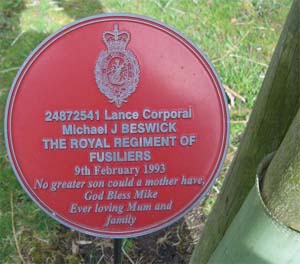 24872541 Lance Corporal
Michael J BESWICK
THE ROYAL REGIMENT OF
FUSILIERS
9th February 1993
No greater son could a mother have,
God Bless Mike
Ever loving Mum and
family